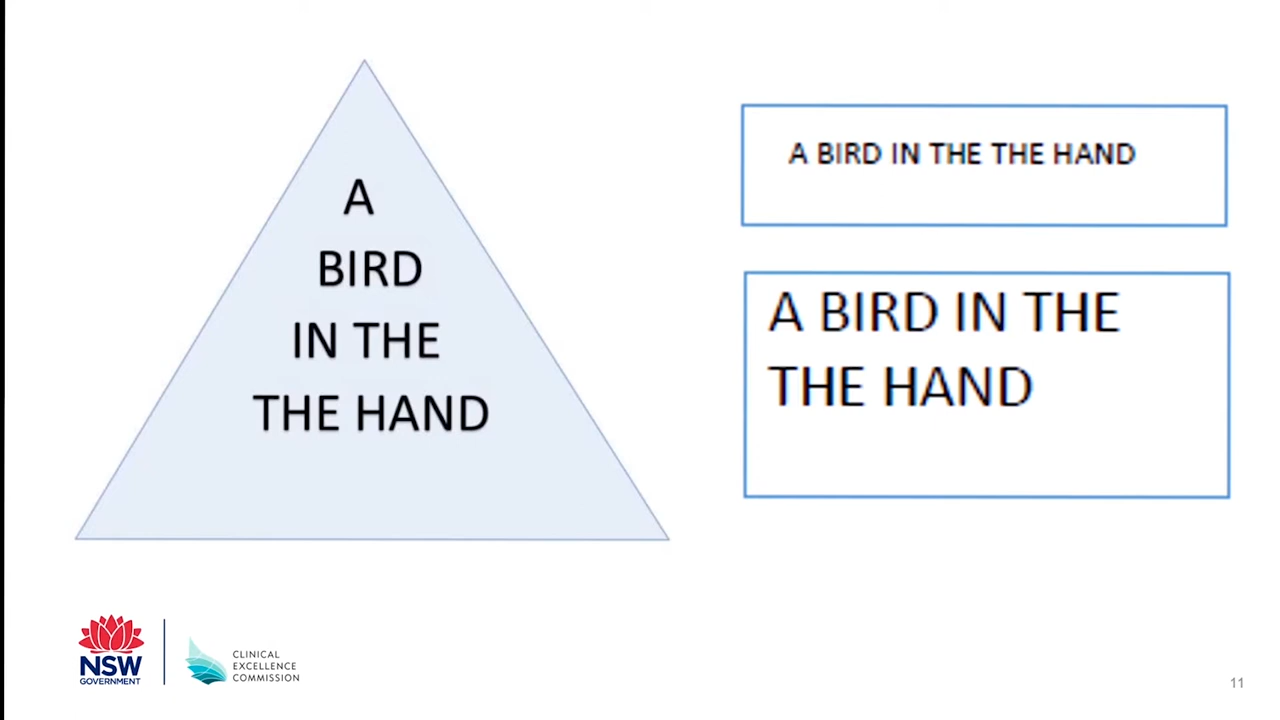 A
BIRD
IN THE
THE HAND
A BIRD IN THE THE HAND
A BIRD IN THE
THE HAND
NSW
GOVERNMENT
CLINICAL
EXCELLENCE
COMMISSION
11